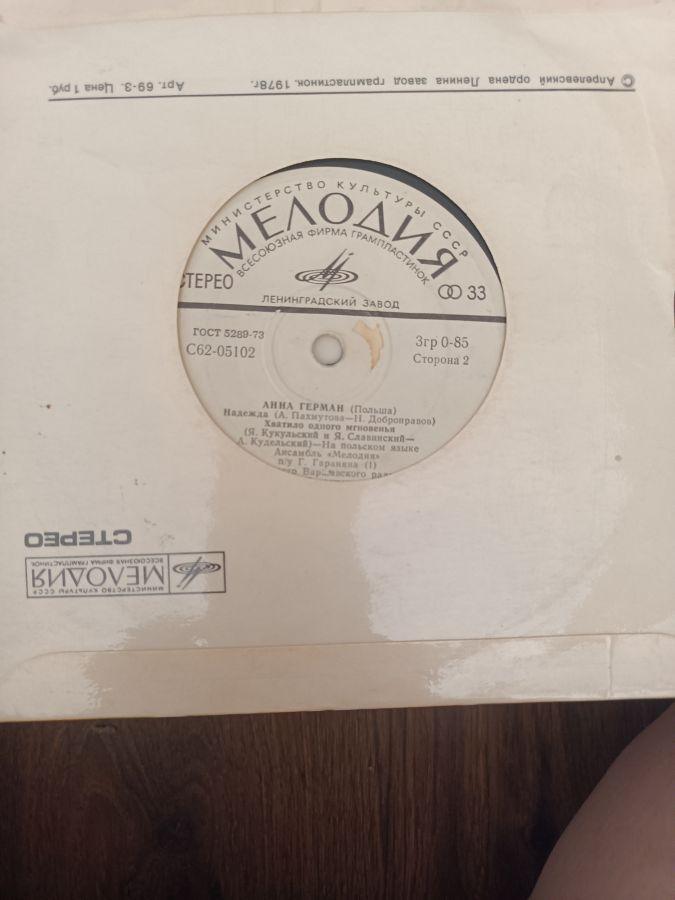 © Апрелевский ордена Ленина завод грампластинок. 1978г. Арт. 69-3. Цена 1 руб.
МИНИСТЕРСТВО КУЛЬТУРЫ СССР
МЕЛОДИЯ
ВСЕСОЮЗНАЯ ФИРМА ГРАМПЛАСТИНОК
СТЕРЕО
33
ЛЕНИНГРАДСКИЙ ЗАВОД
ГОСТ 5289-73
С62-05102
3гр 0-85
Сторона 2
АННА ГЕРМАН (Польша)
Надежда (А. Пахмутова—Н. Добронравов)
Хватило одного мгновенья
(Я. Кукульский и Я. Славинский—
А. Кудельский)—На польском языке
Ансамбль «Мелодия»
п/у Г. Гараняна (1)
СТЕРЕО
МЕЛОДИЯ
ВСЕСОЮЗНАЯ ФИРМА ГРАМПЛАСТИНОК
МИНИСТЕРСТВО КУЛЬТУРЫ СССР